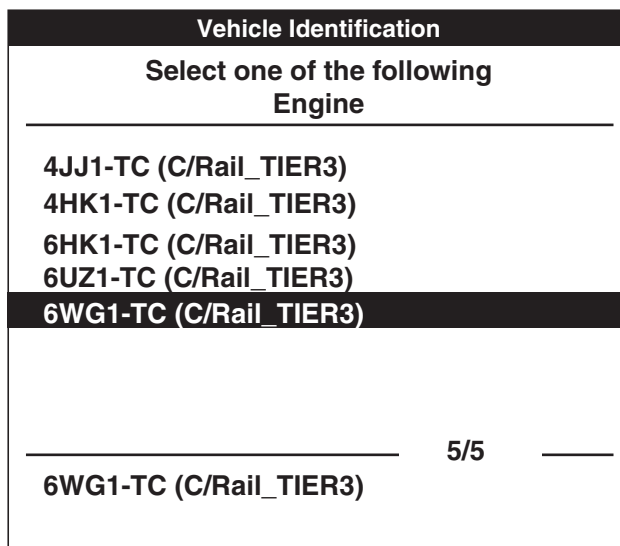 Vehicle Identification
Select one of the following
Engine
4JJ1-TC (C/Rail_TIER3)
4HK1-TC (C/Rail_TIER3)
6HK1-TC (C/Rail_TIER3)
6UZ1-TC (C/Rail_TIER3)
6WG1-TC (C/Rail_TIER3)
5/5
6WG1-TC (C/Rail_TIER3)